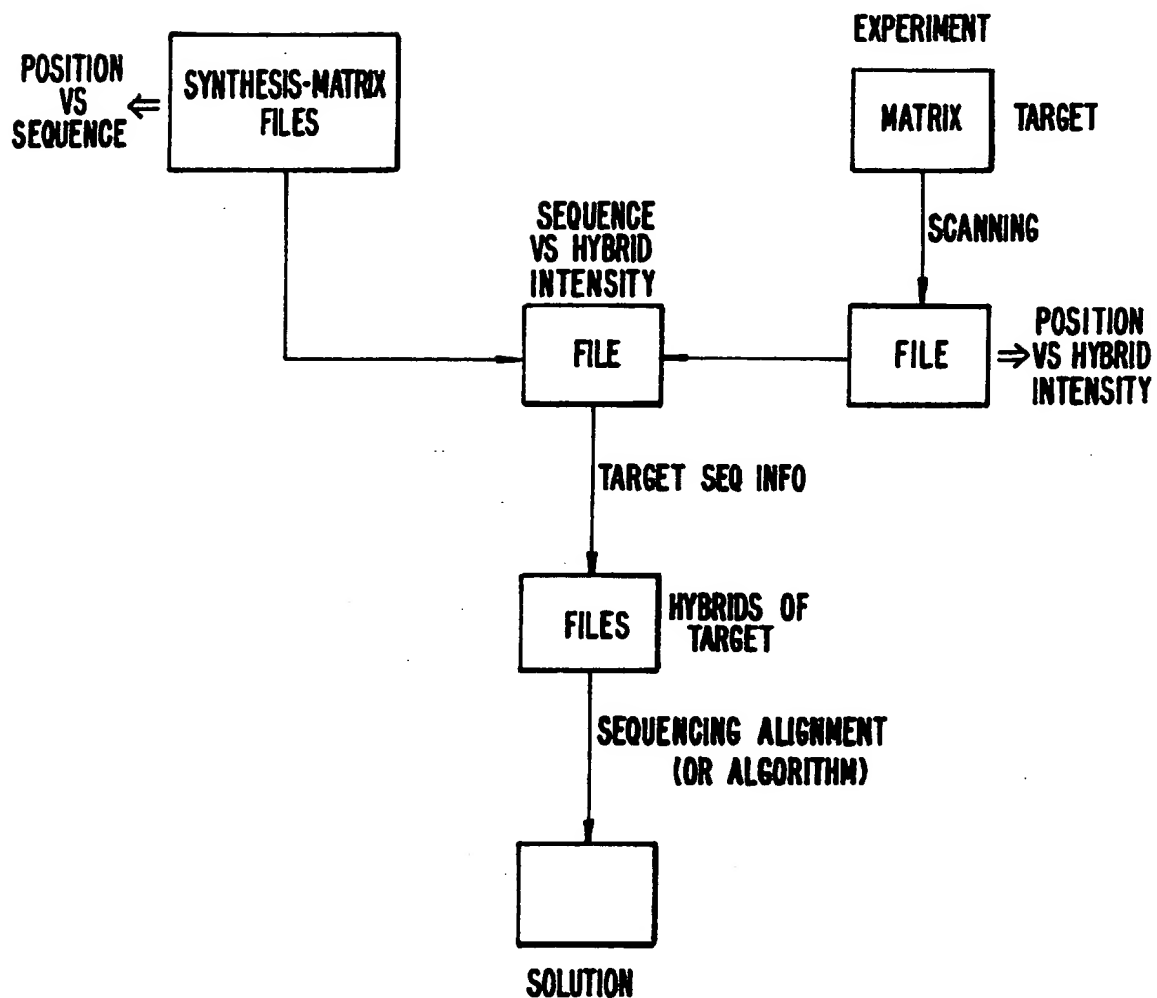 POSITION
VS
SEQUENCE
⇐
SYNTHESIS-MATRIX
FILES
EXPERIMENT
MATRIX
TARGET
SCANNING
SEQUENCE
VS HYBRID
INTENSITY
FILE
FILE
⇒
POSITION
VS HYBRID
INTENSITY
TARGET SEQ INFO
FILES
HYBRIDS OF
TARGET
SEQUENCING ALIGNMENT
(OR ALGORITHM)
SOLUTION